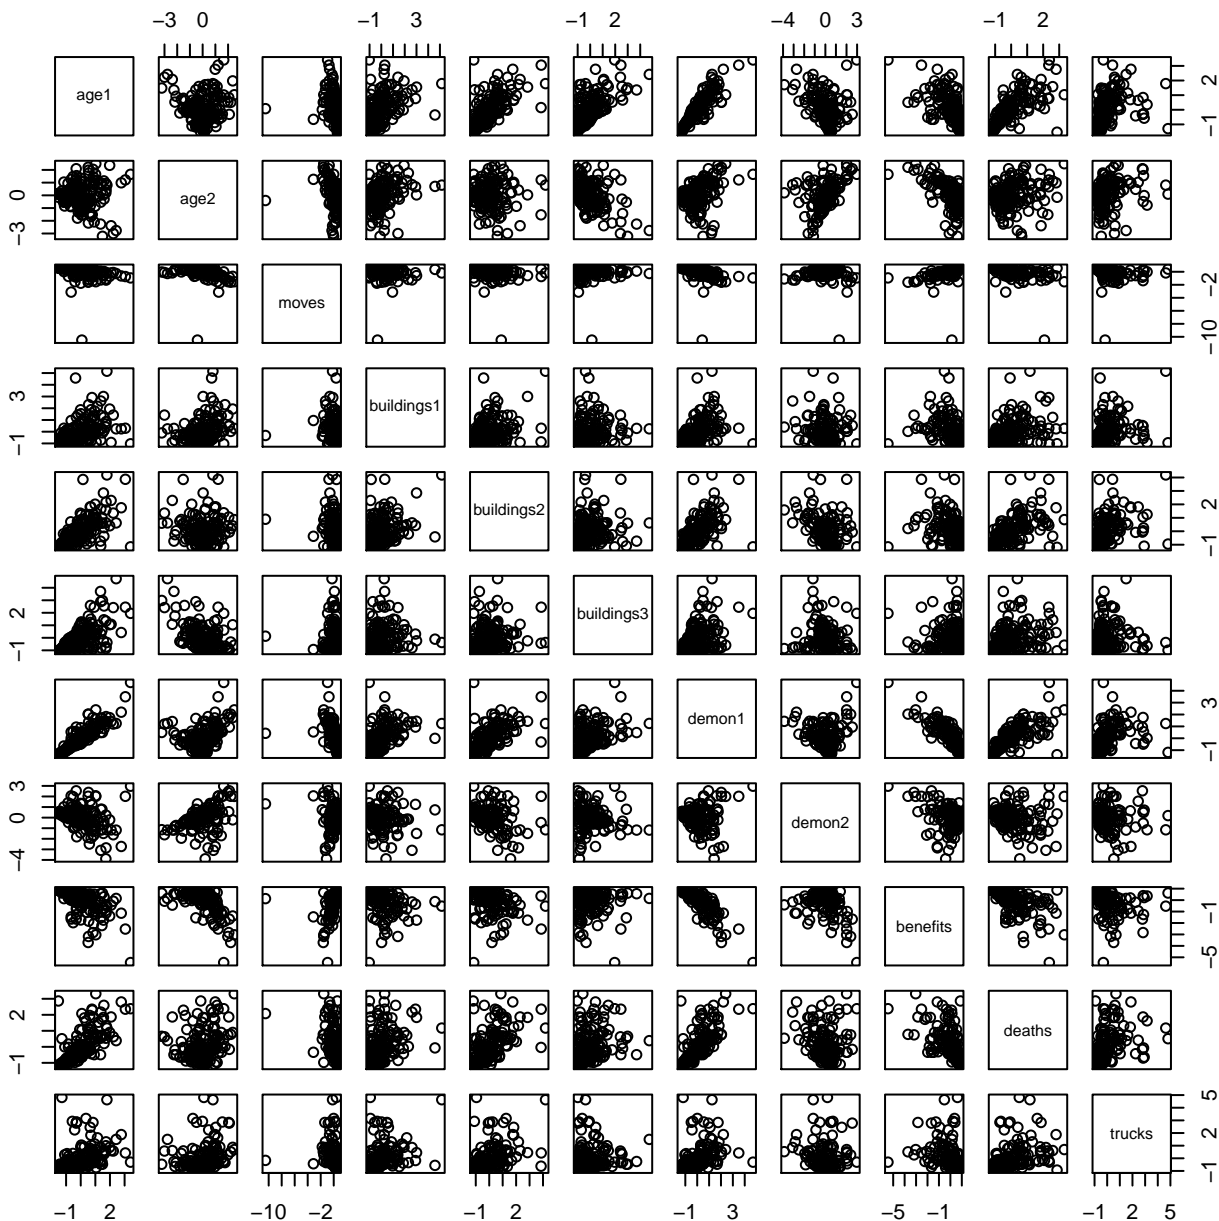 −3 0 −1 3 −1 2 −4 0 3 −1 2
age1 −1 2
−3 0 age2
moves −10 −2
−1 3 buildings1
buildings2 −1 2
−1 2 buildings3
demon1 −1 3
−4 0 3 demon2
benefits −5 −1
−1 2 deaths
trucks −1 2 5
−1 2 −10 −2 −1 2 −1 3 −5 −1 −1 2 5